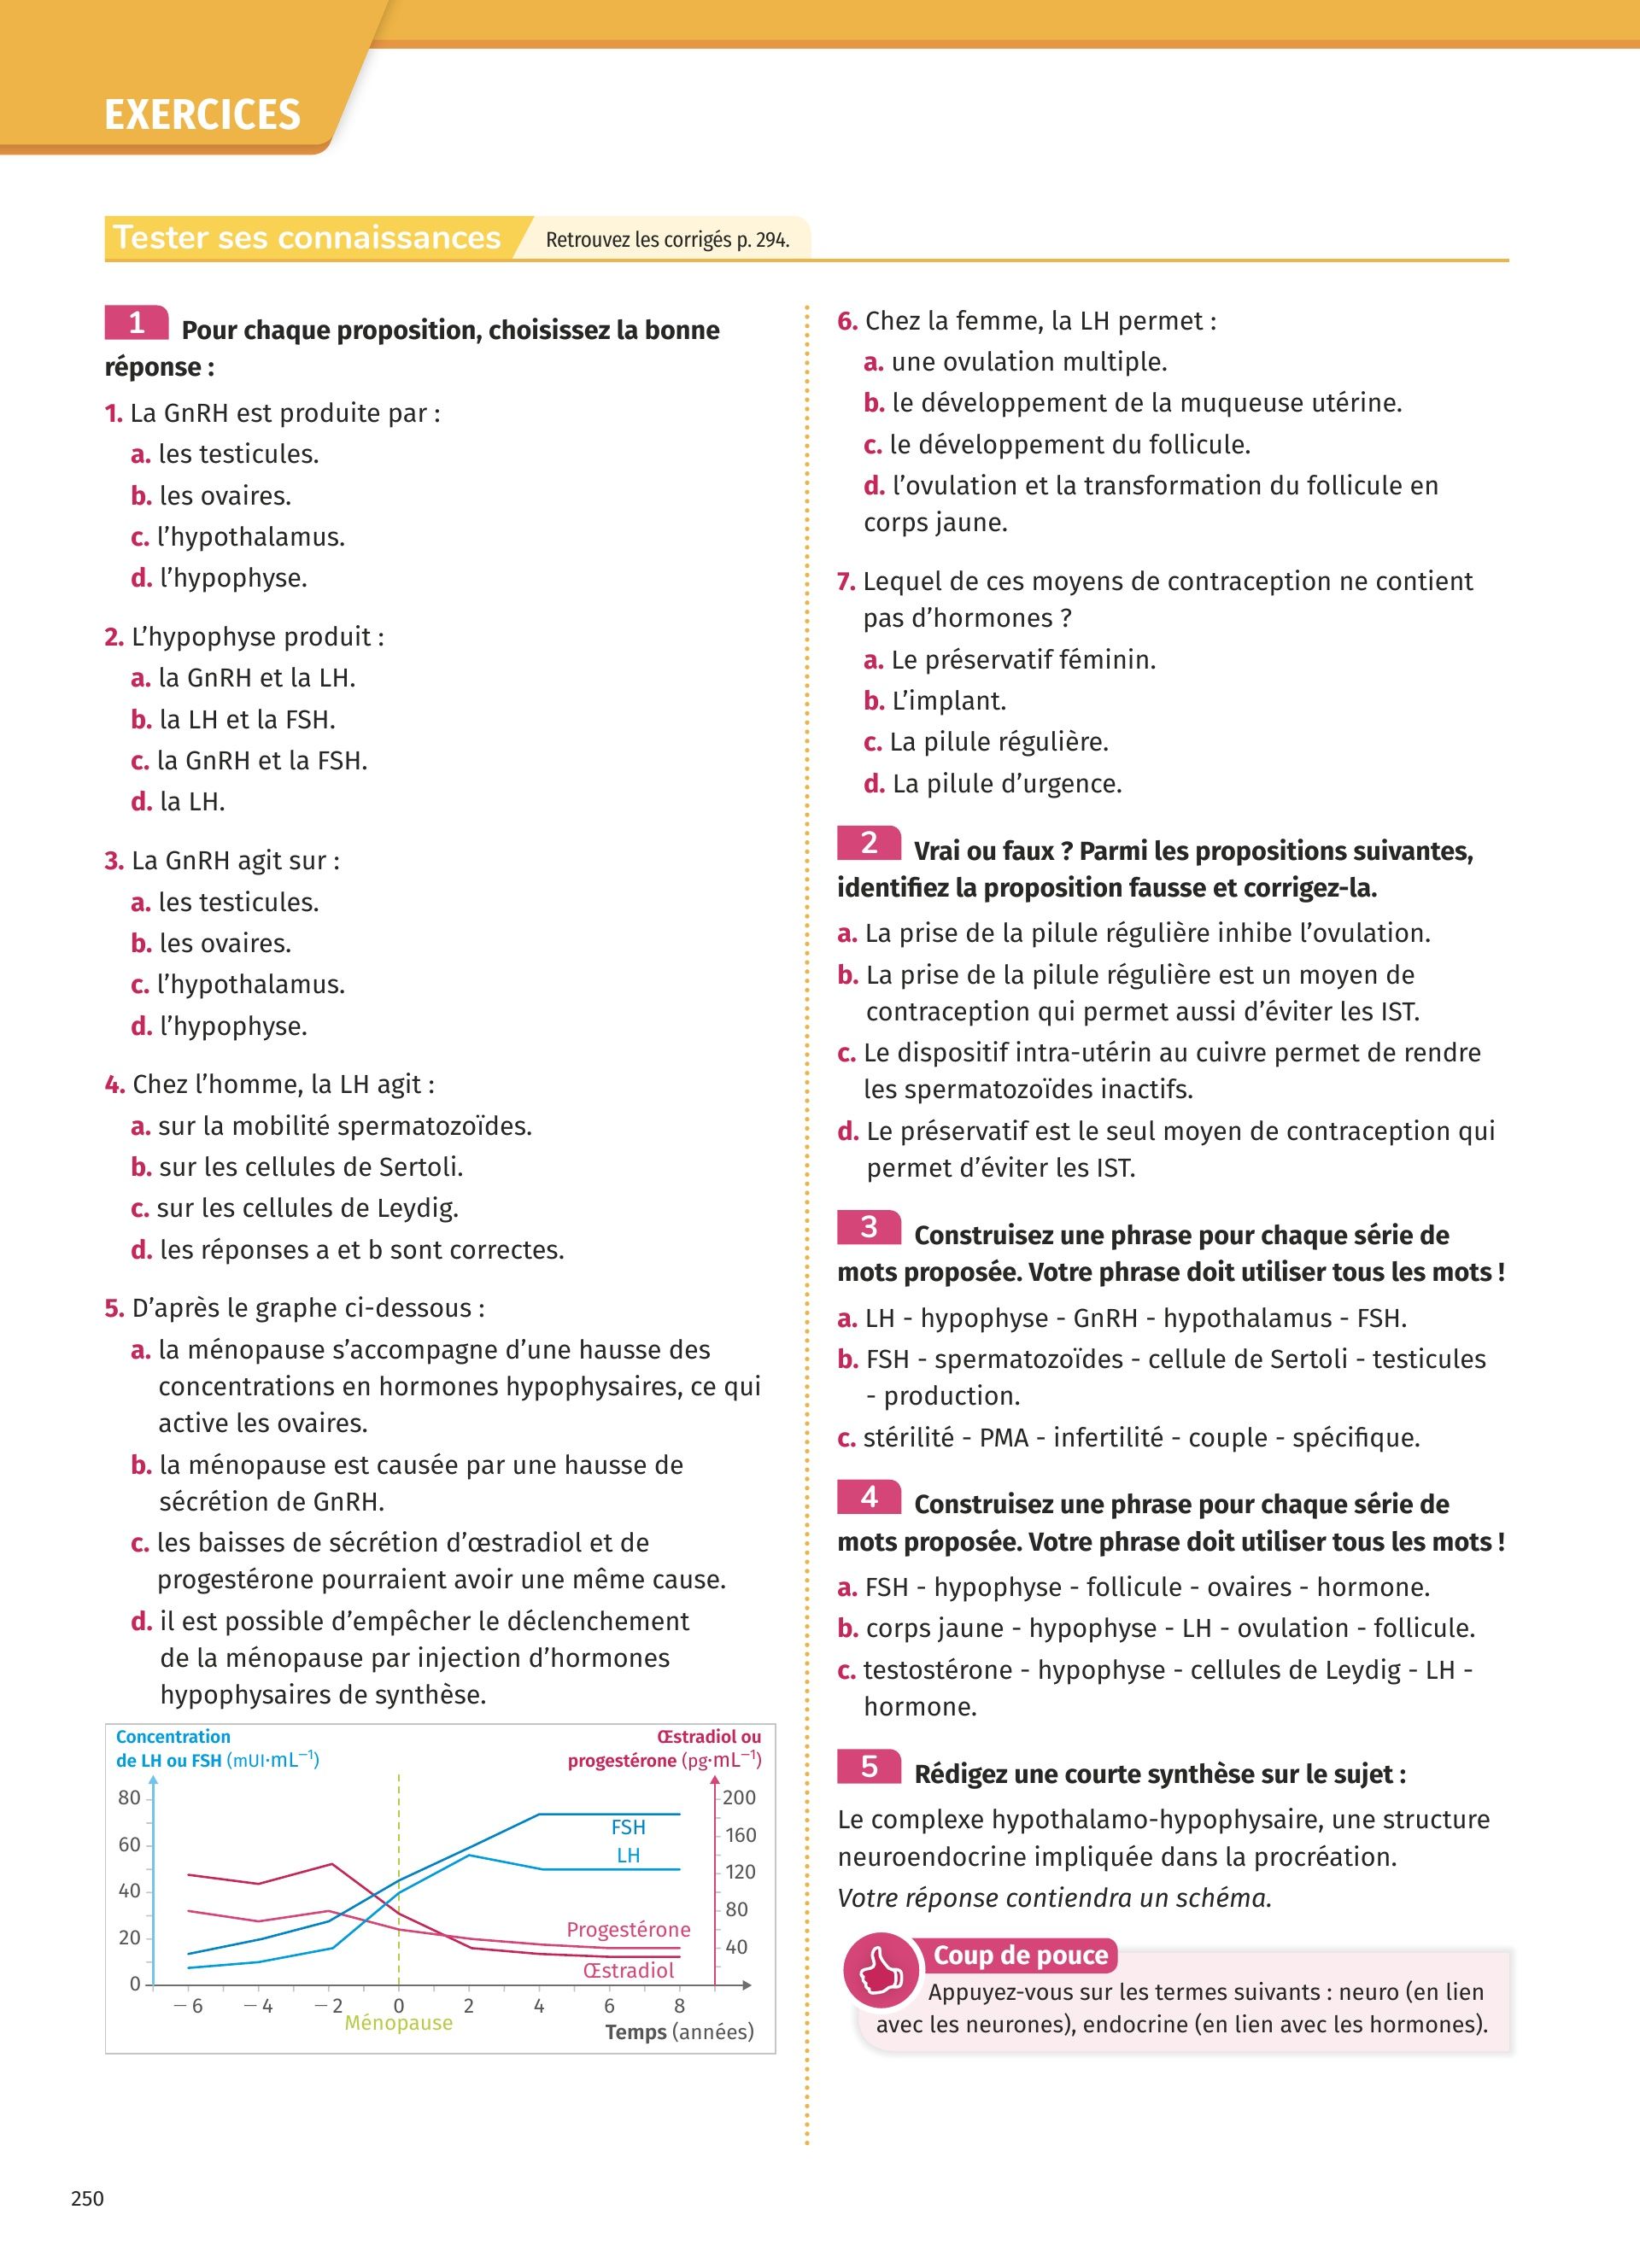 EXERCICES
Tester ses connaissances
Retrouvez les corrigés p. 294.
1 Pour chaque proposition, choisissez la bonne
réponse :
1. La GnRH est produite par :
a. les testicules.
b. les ovaires.
c. l’hypothalamus.
d. l’hypophyse.
2. L’hypophyse produit :
a. la GnRH et la LH.
b. la LH et la FSH.
c. la GnRH et la FSH.
d. la LH.
3. La GnRH agit sur :
a. les testicules.
b. les ovaires.
c. l’hypothalamus.
d. l’hypophyse.
4. Chez l’homme, la LH agit :
a. sur la mobilité spermatozoïdes.
b. sur les cellules de Sertoli.
c. sur les cellules de Leydig.
d. les réponses a et b sont correctes.
5. D’après le graphe ci-dessous :
a. la ménopause s’accompagne d’une hausse des
concentrations en hormones hypophysaires, ce qui
active les ovaires.
b. la ménopause est causée par une hausse de
sécrétion de GnRH.
c. les baisses de sécrétion d’œstradiol et de
progestérone pourraient avoir une même cause.
d. il est possible d’empêcher le déclenchement
de la ménopause par injection d’hormones
hypophysaires de synthèse.
Concentration
de LH ou FSH (mUI·mL⁻¹)
Œstradiol ou
progestérone (pg·mL⁻¹)
80
60
40
20
0
200
160
120
80
40
FSH
LH
Progestérone
Œstradiol
– 6 – 4 – 2 0 2 4 6 8
Ménopause
Temps (années)
6. Chez la femme, la LH permet :
a. une ovulation multiple.
b. le développement de la muqueuse utérine.
c. le développement du follicule.
d. l’ovulation et la transformation du follicule en
corps jaune.
7. Lequel de ces moyens de contraception ne contient
pas d’hormones ?
a. Le préservatif féminin.
b. L’implant.
c. La pilule régulière.
d. La pilule d’urgence.
2 Vrai ou faux ? Parmi les propositions suivantes,
identifiez la proposition fausse et corrigez-la.
a. La prise de la pilule régulière inhibe l’ovulation.
b. La prise de la pilule régulière est un moyen de
contraception qui permet aussi d’éviter les IST.
c. Le dispositif intra-utérin au cuivre permet de rendre
les spermatozoïdes inactifs.
d. Le préservatif est le seul moyen de contraception qui
permet d’éviter les IST.
3 Construisez une phrase pour chaque série de
mots proposée. Votre phrase doit utiliser tous les mots !
a. LH - hypophyse - GnRH - hypothalamus - FSH.
b. FSH - spermatozoïdes - cellule de Sertoli - testicules
- production.
c. stérilité - PMA - infertilité - couple - spécifique.
4 Construisez une phrase pour chaque série de
mots proposée. Votre phrase doit utiliser tous les mots !
a. FSH - hypophyse - follicule - ovaires - hormone.
b. corps jaune - hypophyse - LH - ovulation - follicule.
c. testostérone - hypophyse - cellules de Leydig - LH -
hormone.
5 Rédigez une courte synthèse sur le sujet :
Le complexe hypothalamo-hypophysaire, une structure
neuroendocrine impliquée dans la procréation.
Votre réponse contiendra un schéma.
Coup de pouce
Appuyez-vous sur les termes suivants : neuro (en lien
avec les neurones), endocrine (en lien avec les hormones).
250